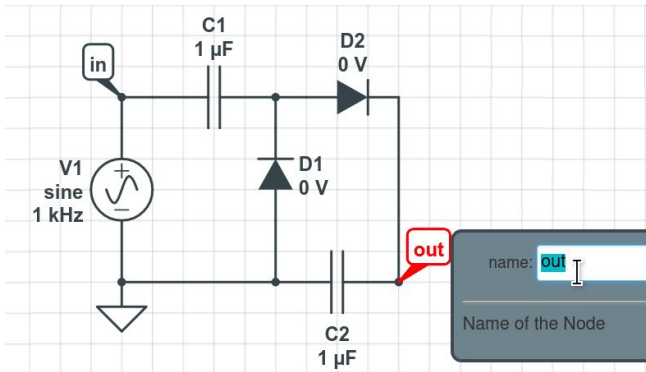 C1
1 µF
D2
0 V
in
V1
sine
1 kHz
D1
0 V
out
C2
1 µF
name: out
Name of the Node